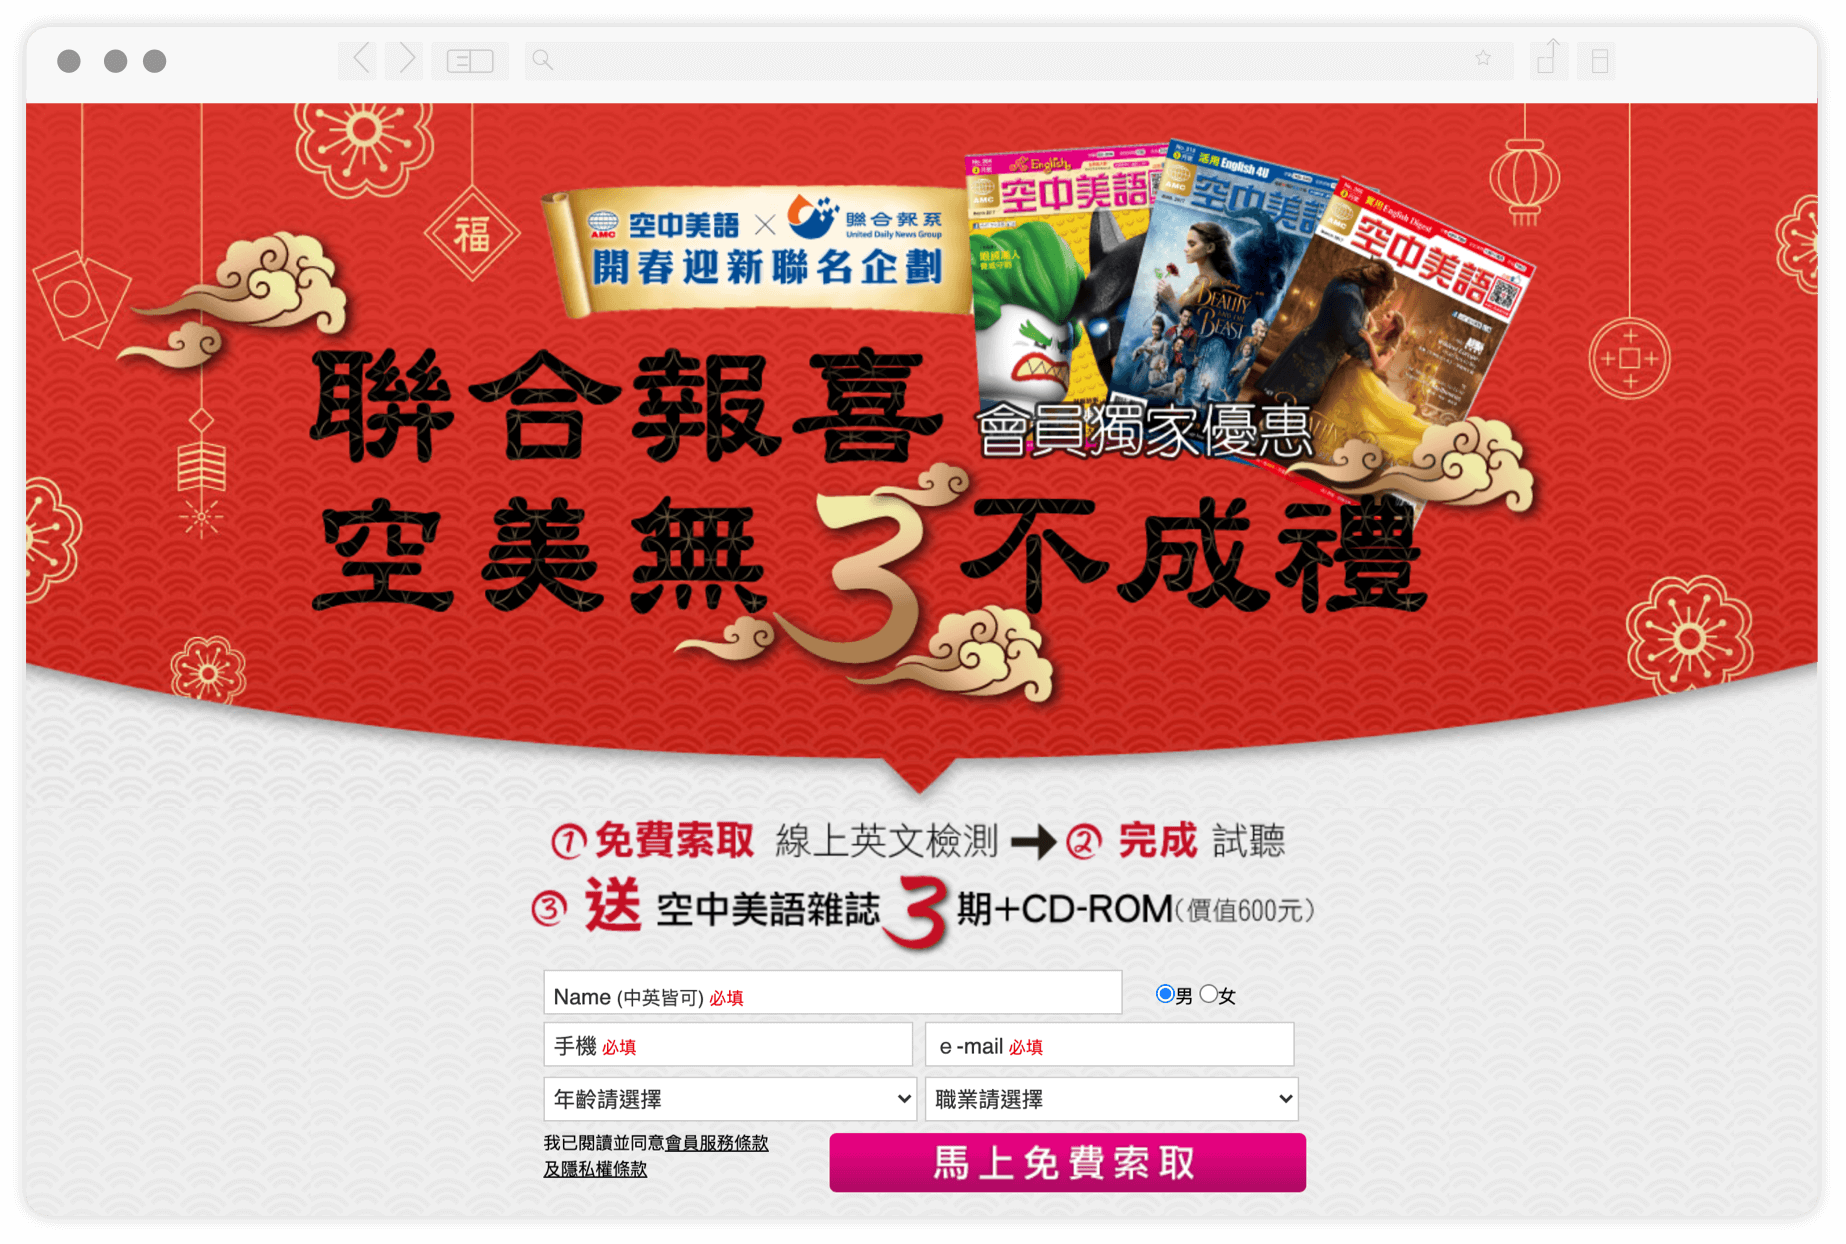 福
AMC 空中美語 × 聯合報系
United Daily News Group
開春迎新聯名企劃
A+ English
空中美語
AMC
活用 English 4U
空中美語
AMC
實用 English Digest
空中美語
AMC
BEAUTY
AND THE
BEAST
會員獨家優惠
聯合報喜
空美無3不成禮
①免費索取 線上英文檢測➡② 完成 試聽
③ 送 空中美語雜誌3期+CD-ROM(價值600元)
Name (中英皆可) 必填
男 女
手機 必填
e -mail 必填
年齡請選擇
職業請選擇
我已閱讀並同意會員服務條款
及隱私權條款
馬上免費索取